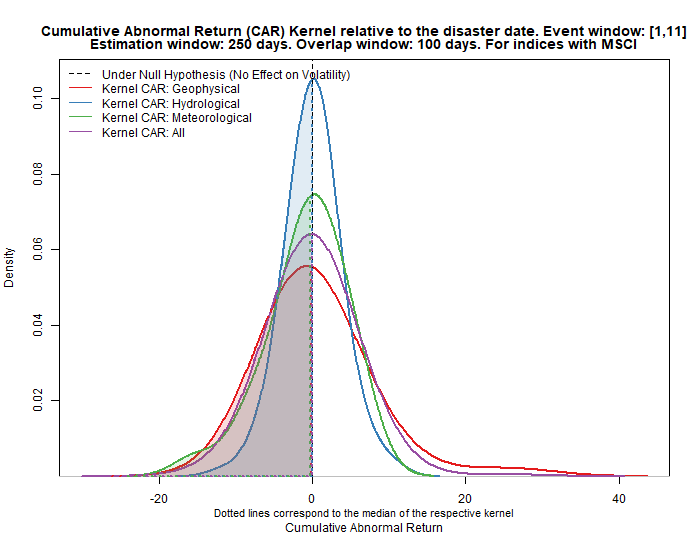 Cumulative Abnormal Return (CAR) Kernel relative to the disaster date. Event window: [1,11]
Estimation window: 250 days. Overlap window: 100 days. For indices with MSCI
Under Null Hypothesis (No Effect on Volatility)
Kernel CAR: Geophysical
Kernel CAR: Hydrological
Kernel CAR: Meteorological
Kernel CAR: All
Density
0.10
0.08
0.06
0.04
0.02
-20 0 20 40
Dotted lines correspond to the median of the respective kernel
Cumulative Abnormal Return